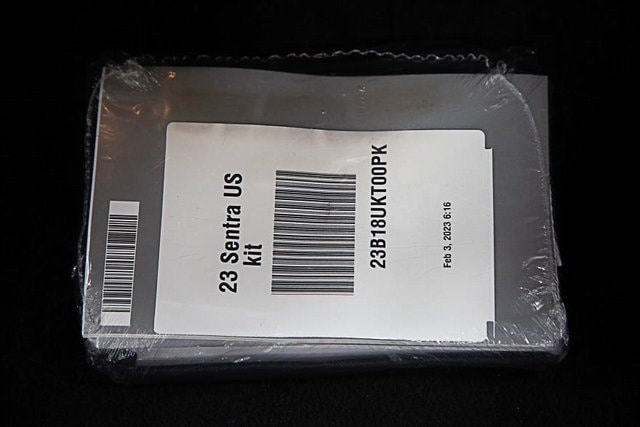 23 Sentra US
kit
23B18UKT00PK
Feb 3, 2023 6:16